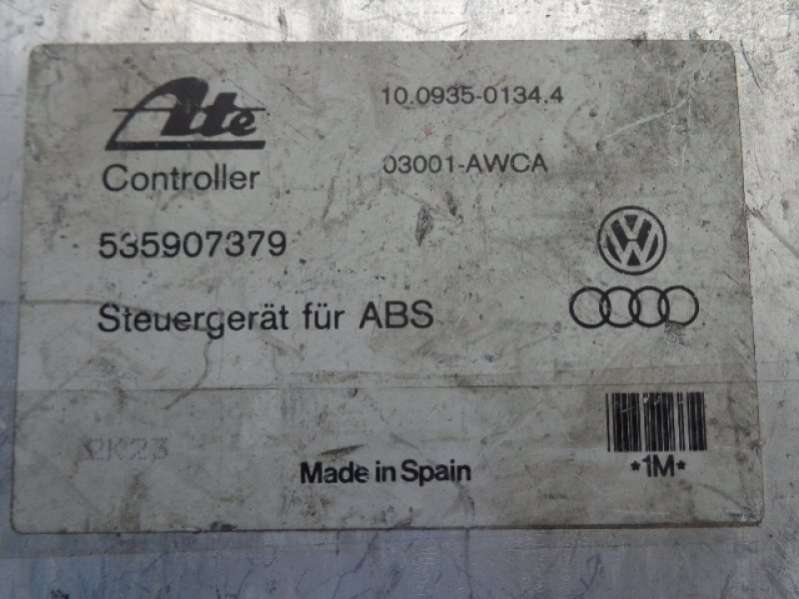 Ate
10.0935-0134.4
Controller
03001-AWCA
535907379
Steuergerät für ABS
2K23
Made in Spain
*1M*